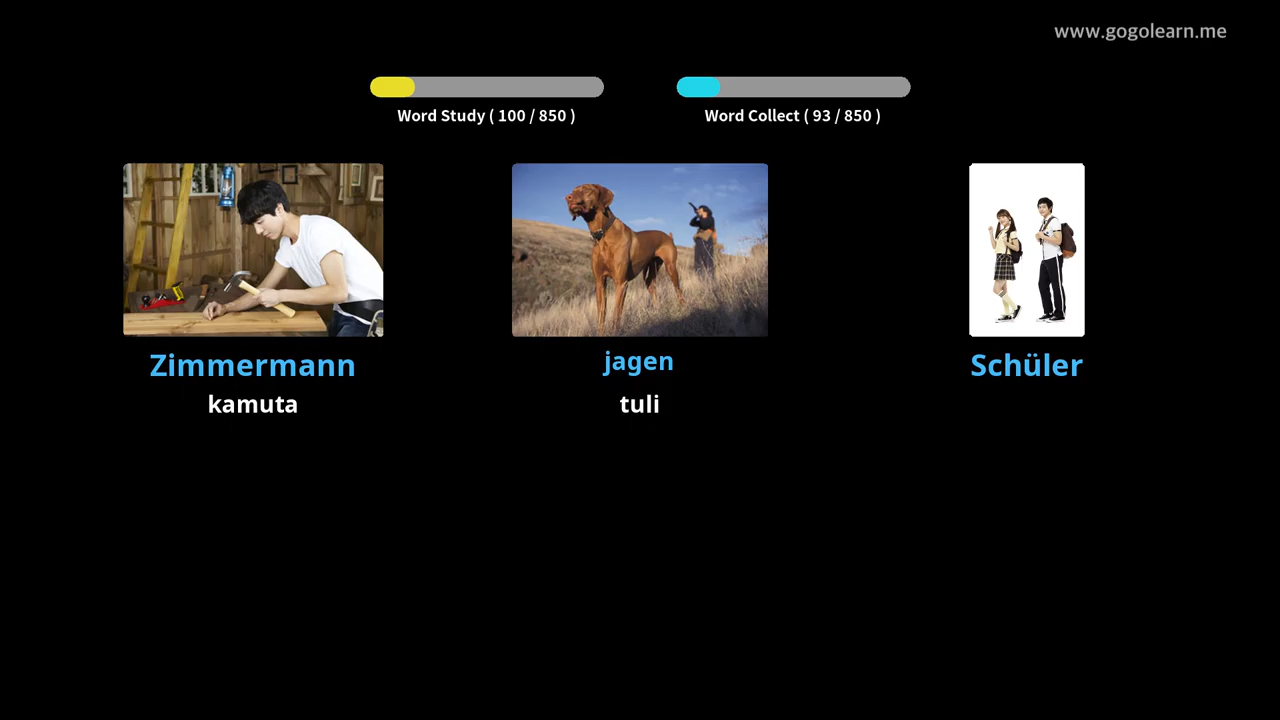 www.gogolearn.me
Word Study ( 100 / 850 )
Word Collect ( 93 / 850 )
Zimmermann
kamuta
jagen
tuli
Schüler